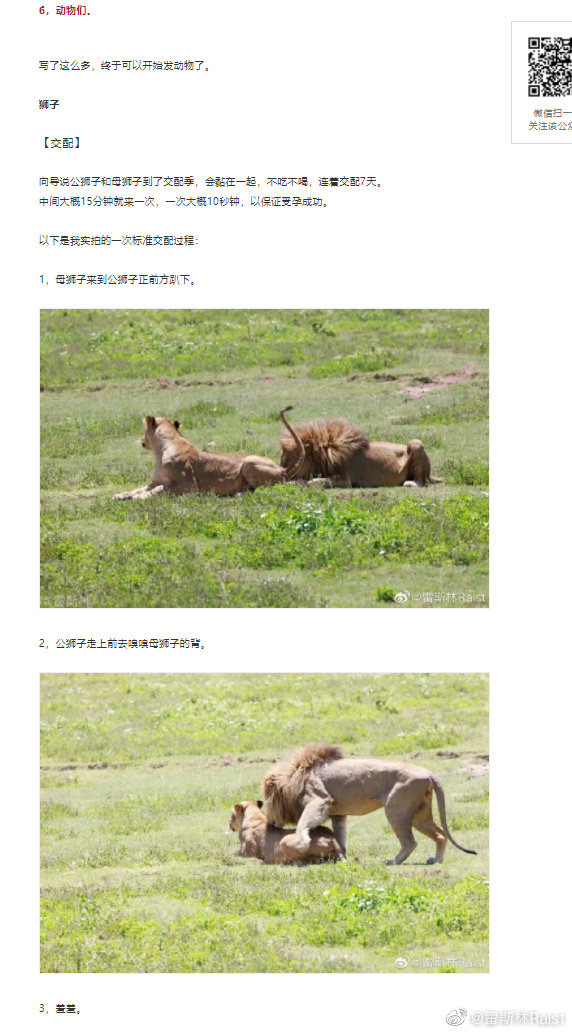 6，动物们。
微信扫一
关注该公众
写了这么多，终于可以开始发动物了。
狮子
【交配】
向导说公狮子和母狮子到了交配季，会黏在一起，不吃不喝，连着交配7天。
中间大概15分钟就来一次，一次大概10秒钟，以保证受孕成功。
以下是我实拍的一次标准交配过程：
1，母狮子来到公狮子正前方趴下。
@雷斯林Raist
2，公狮子走上前去嗅嗅母狮子的背。
@雷斯林Raist
3，羞羞。
@雷斯林Raist